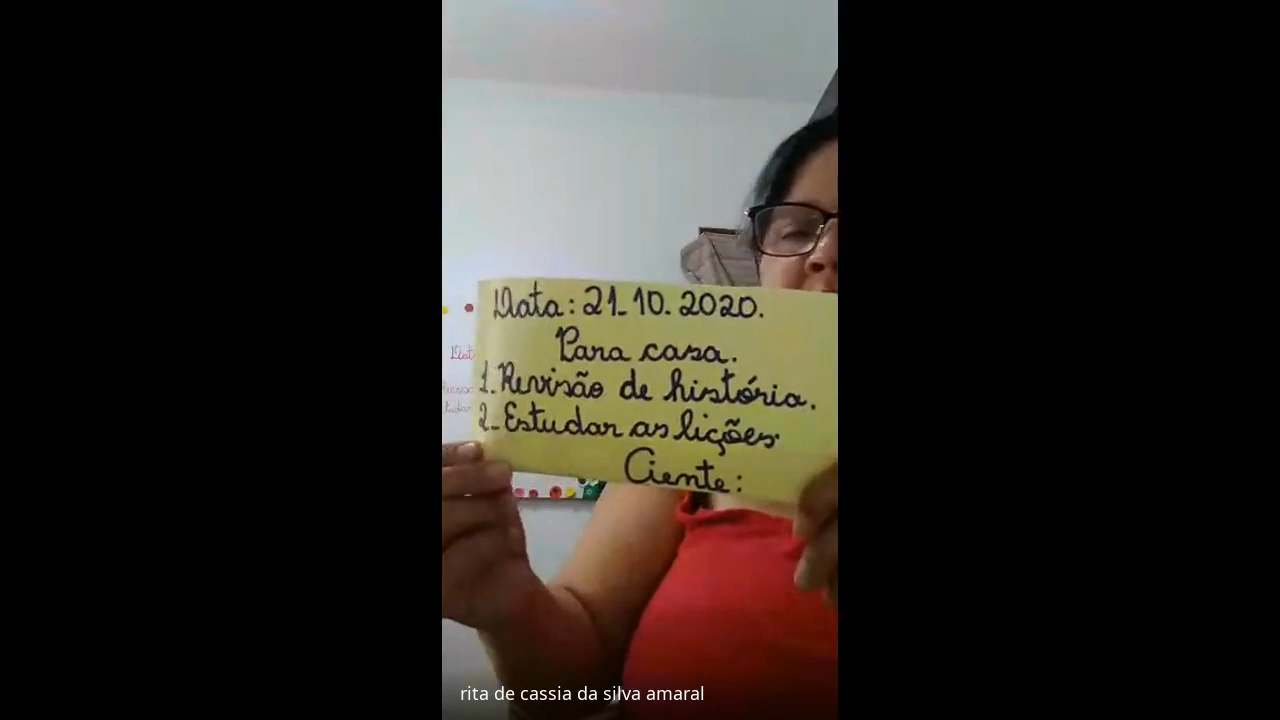 Data: 21-10.2020.
Para casa.
1-Revisão de história.
2-Estudar as lições.
Ciente:
Dat
rita de cassia da silva amaral